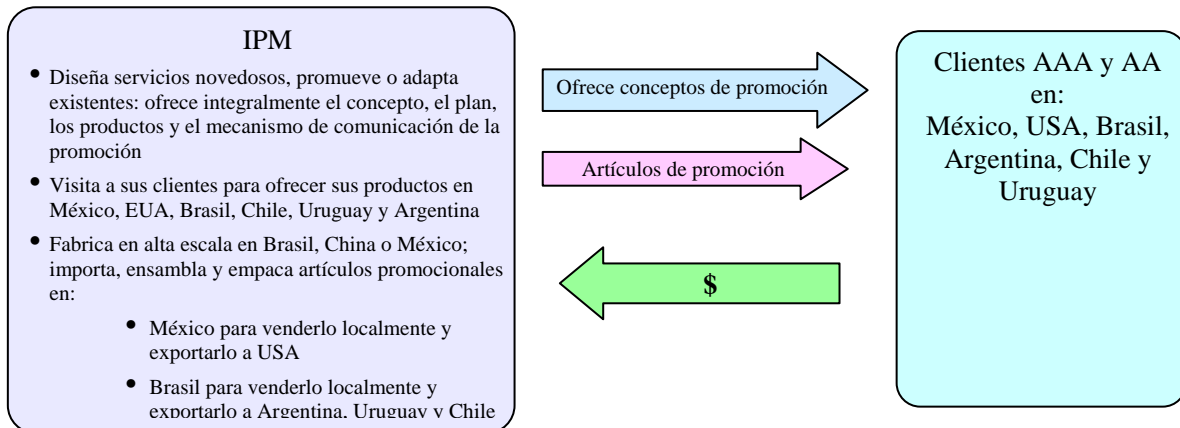 IPM
• Diseña servicios novedosos, promueve o adapta
existentes: ofrece integralmente el concepto, el plan,
los productos y el mecanismo de comunicación de la
promoción
• Visita a sus clientes para ofrecer sus productos en
México, EUA, Brasil, Chile, Uruguay y Argentina
• Fabrica en alta escala en Brasil, China o México;
importa, ensambla y empaca artículos promocionales
en:
• México para venderlo localmente y
exportarlo a USA
• Brasil para venderlo localmente y
exportarlo a Argentina, Uruguay y Chile
Ofrece conceptos de promoción
Artículos de promoción
$
Clientes AAA y AA
en:
México, USA, Brasil,
Argentina, Chile y
Uruguay